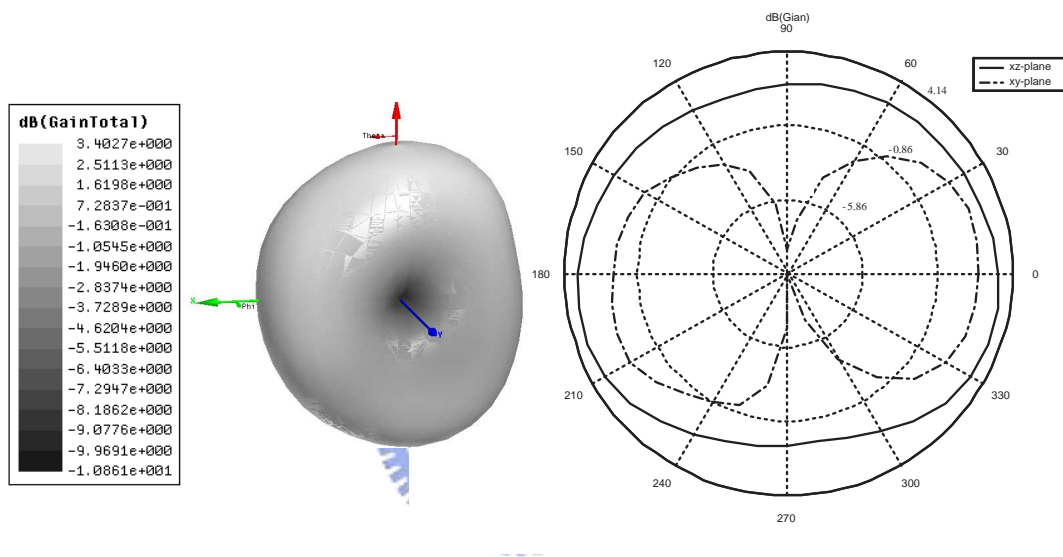 dB(GainTotal)
3.4027e+000
2.5113e+000
1.6198e+000
7.2837e-001
-1.6308e-001
-1.0545e+000
-1.9460e+000
-2.8374e+000
-3.7289e+000
-4.6204e+000
-5.5118e+000
-6.4033e+000
-7.2947e+000
-8.1862e+000
-9.0776e+000
-9.9691e+000
-1.0861e+001
Theta
X
Phi
Y
dB(Gian)
90
120
60
4.14
xz-plane
xy-plane
150
-0.86
30
-5.86
180
0
210
330
240
300
270